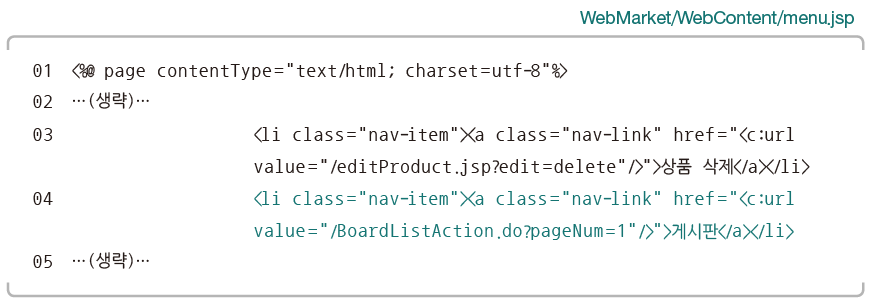 WebMarket/WebContent/menu.jsp
01 <%@ page contentType="text/html; charset=utf-8"%>
02 …(생략)…
03 <li class="nav-item"><a class="nav-link" href="<c:url
value="/editProduct.jsp?edit=delete"/>">상품 삭제</a></li>
04 <li class="nav-item"><a class="nav-link" href="<c:url
value="/BoardListAction.do?pageNum=1"/>">게시판</a></li>
05 …(생략)…